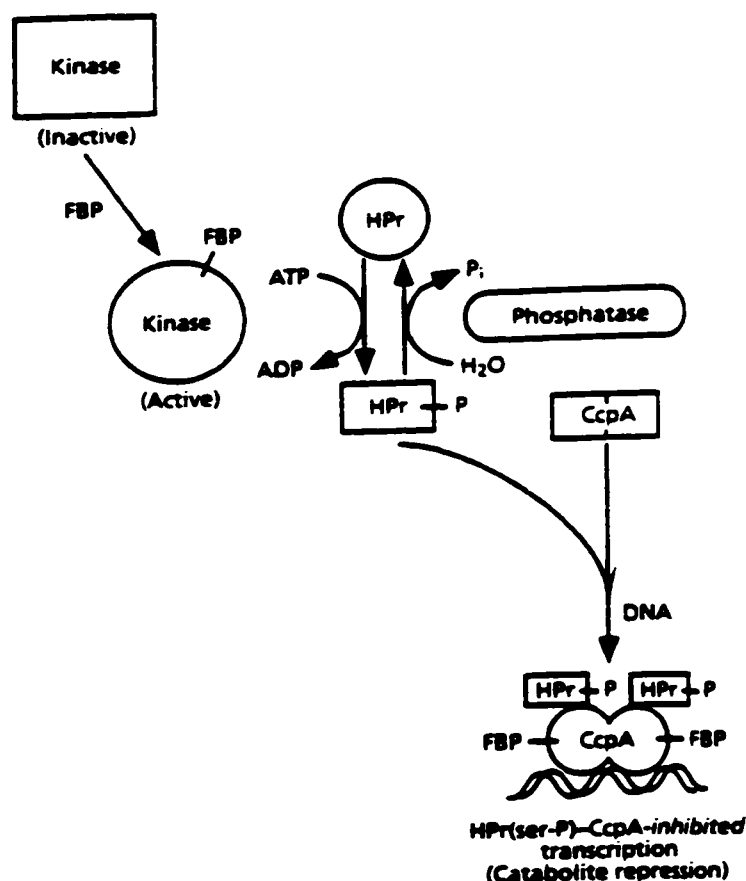 Kinase
(Inactive)
FBP
FBP
Kinase
(Active)
HPr
ATP
ADP
Pi
H2O
Phosphatase
HPr P
CcpA
DNA
HPr P HPr P
FBP CcpA FBP
HPr(ser-P)–CcpA-inhibited
transcription
(Catabolite repression)